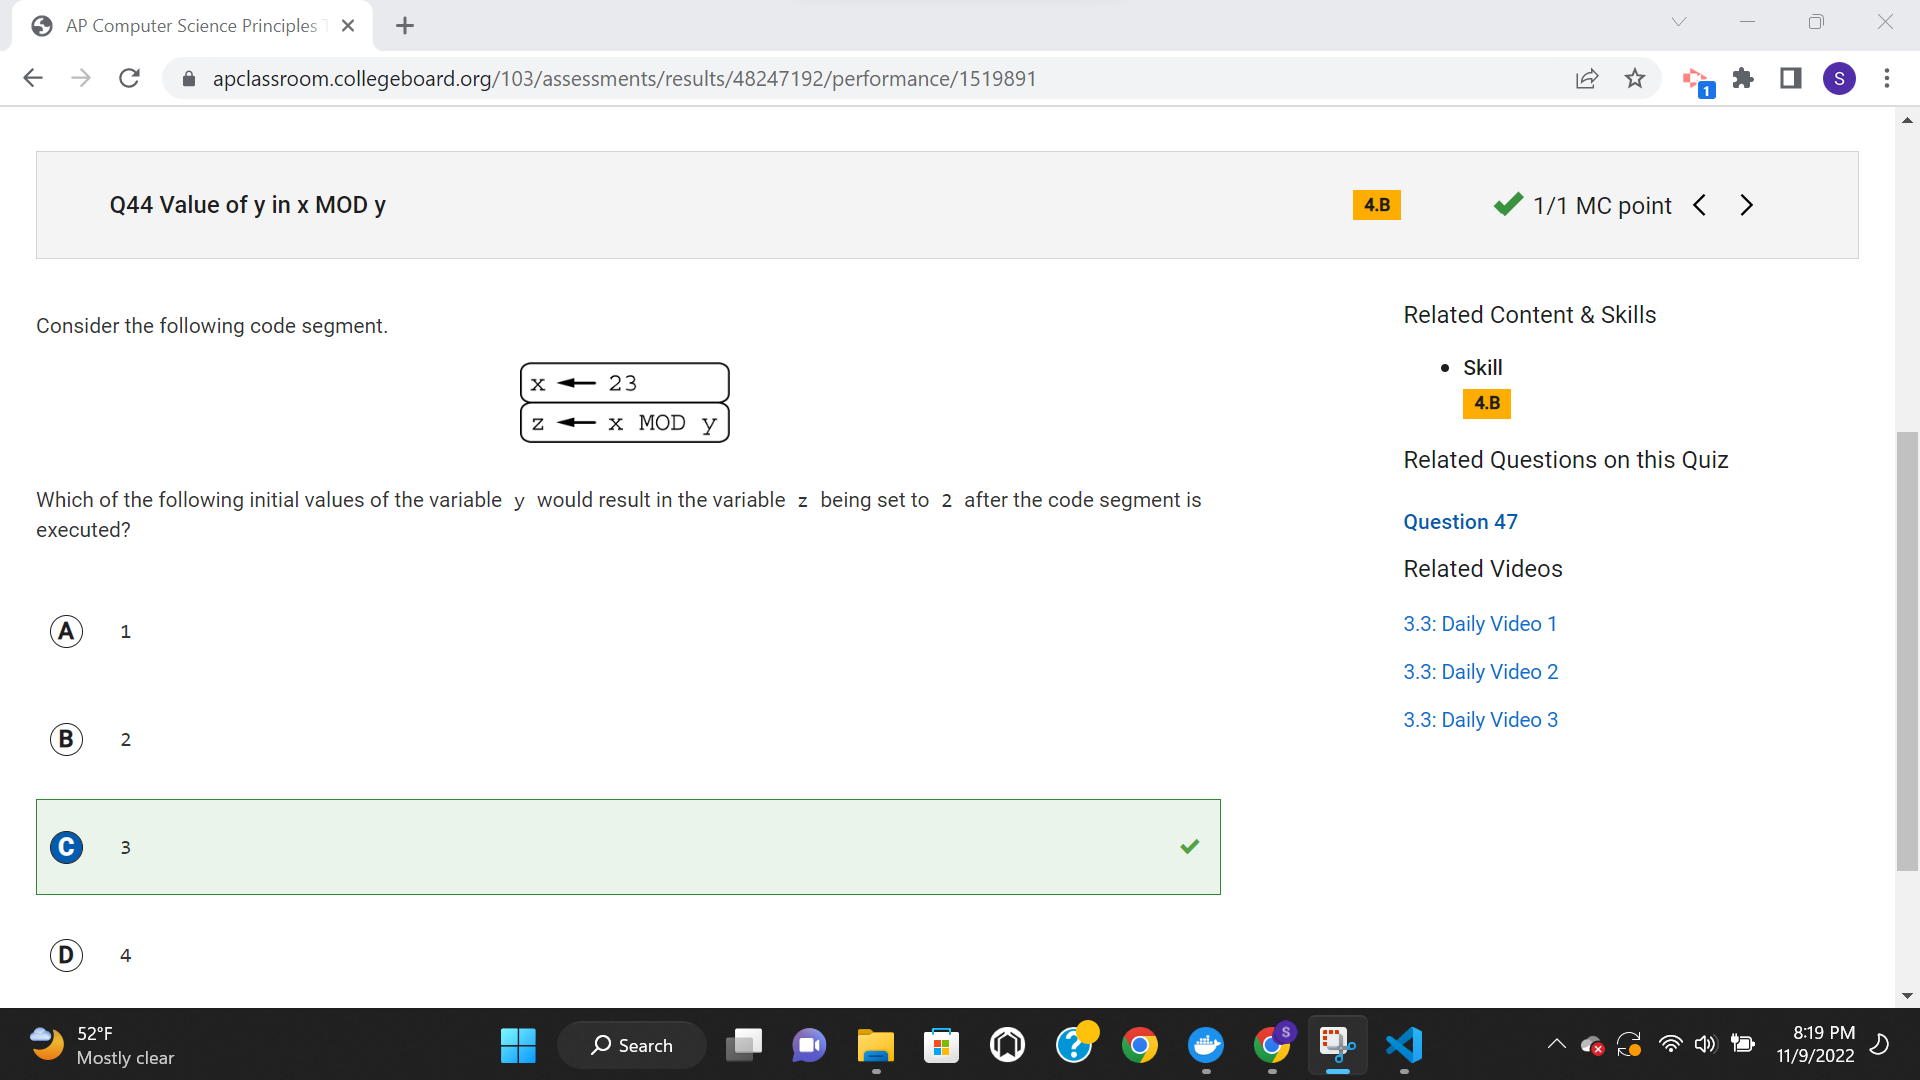 AP Computer Science Principles
apclassroom.collegeboard.org/103/assessments/results/48247192/performance/1519891
1
S
Q44 Value of y in x MOD y
4.B
1/1 MC point
Consider the following code segment.
x ← 23
z ← x MOD y
Which of the following initial values of the variable y would result in the variable z being set to 2 after the code segment is
executed?
A 1
B 2
C 3
D 4
Related Content & Skills
• Skill
4.B
Related Questions on this Quiz
Question 47
Related Videos
3.3: Daily Video 1
3.3: Daily Video 2
3.3: Daily Video 3
52°F
Mostly clear
Search
S
8:19 PM
11/9/2022